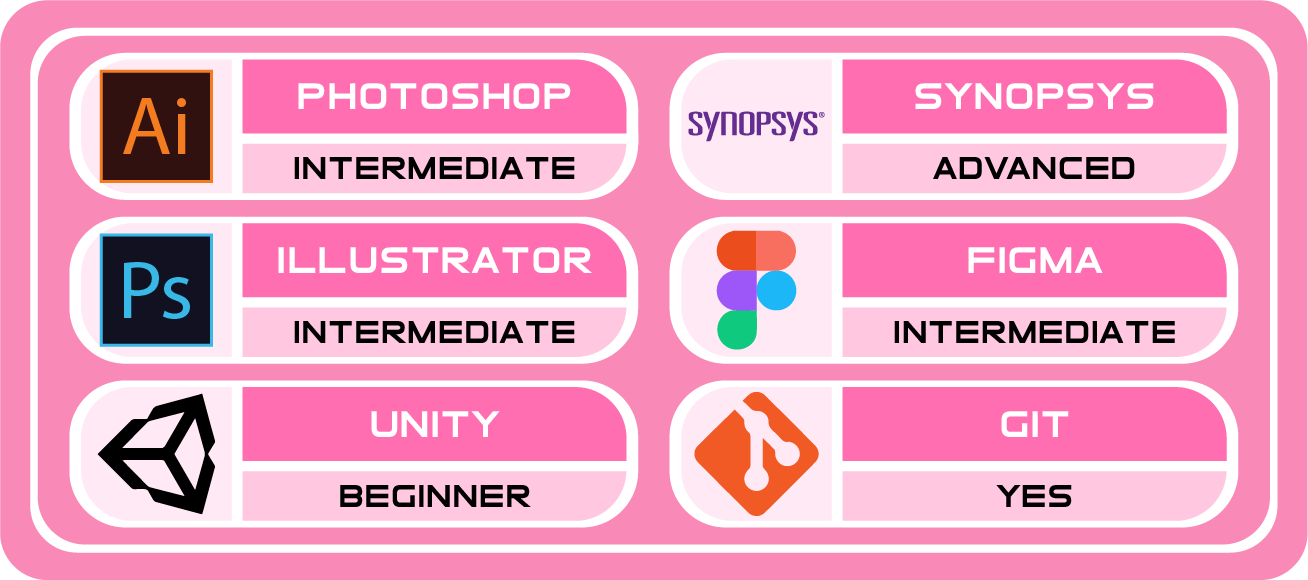 Ai
PHOTOSHOP
INTERMEDIATE
SYNOPSYS®
SYNOPSYS
ADVANCED
Ps
ILLUSTRATOR
INTERMEDIATE
FIGMA
INTERMEDIATE
UNITY
BEGINNER
GIT
YES